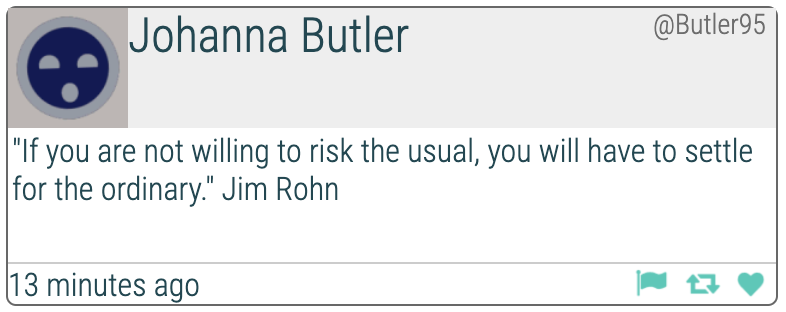 Johanna Butler
@Butler95
"If you are not willing to risk the usual, you will have to settle
for the ordinary." Jim Rohn
13 minutes ago